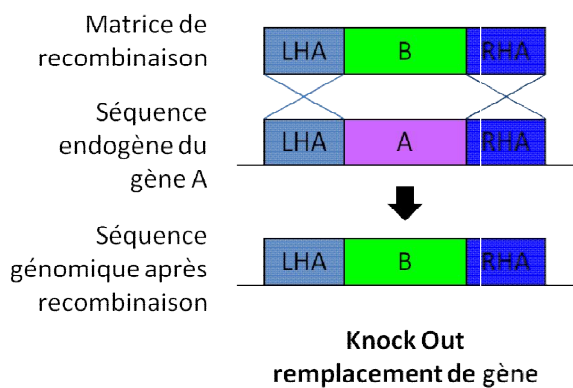 Matrice de
recombinaison
LHA B RHA
Séquence
endogène du
gène A
LHA A RHA
Séquence
génomique après
recombinaison
LHA B RHA
Knock Out
remplacement de gène